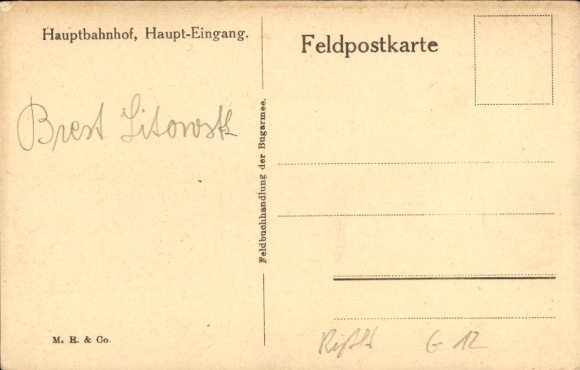 Hauptbahnhof, Haupt-Eingang.
Brest Litowsk
M. R. & Co.
Feldbuchhandlung der Bugarmee.
Feldpostkarte
G 12